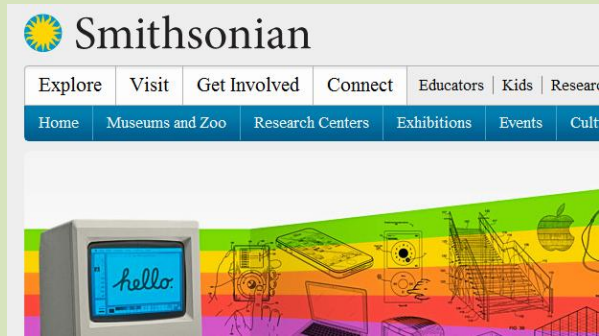 Smithsonian
Explore Visit Get Involved Connect Educators Kids
Home Museums and Zoo Research Centers Exhibitions Events
hello.